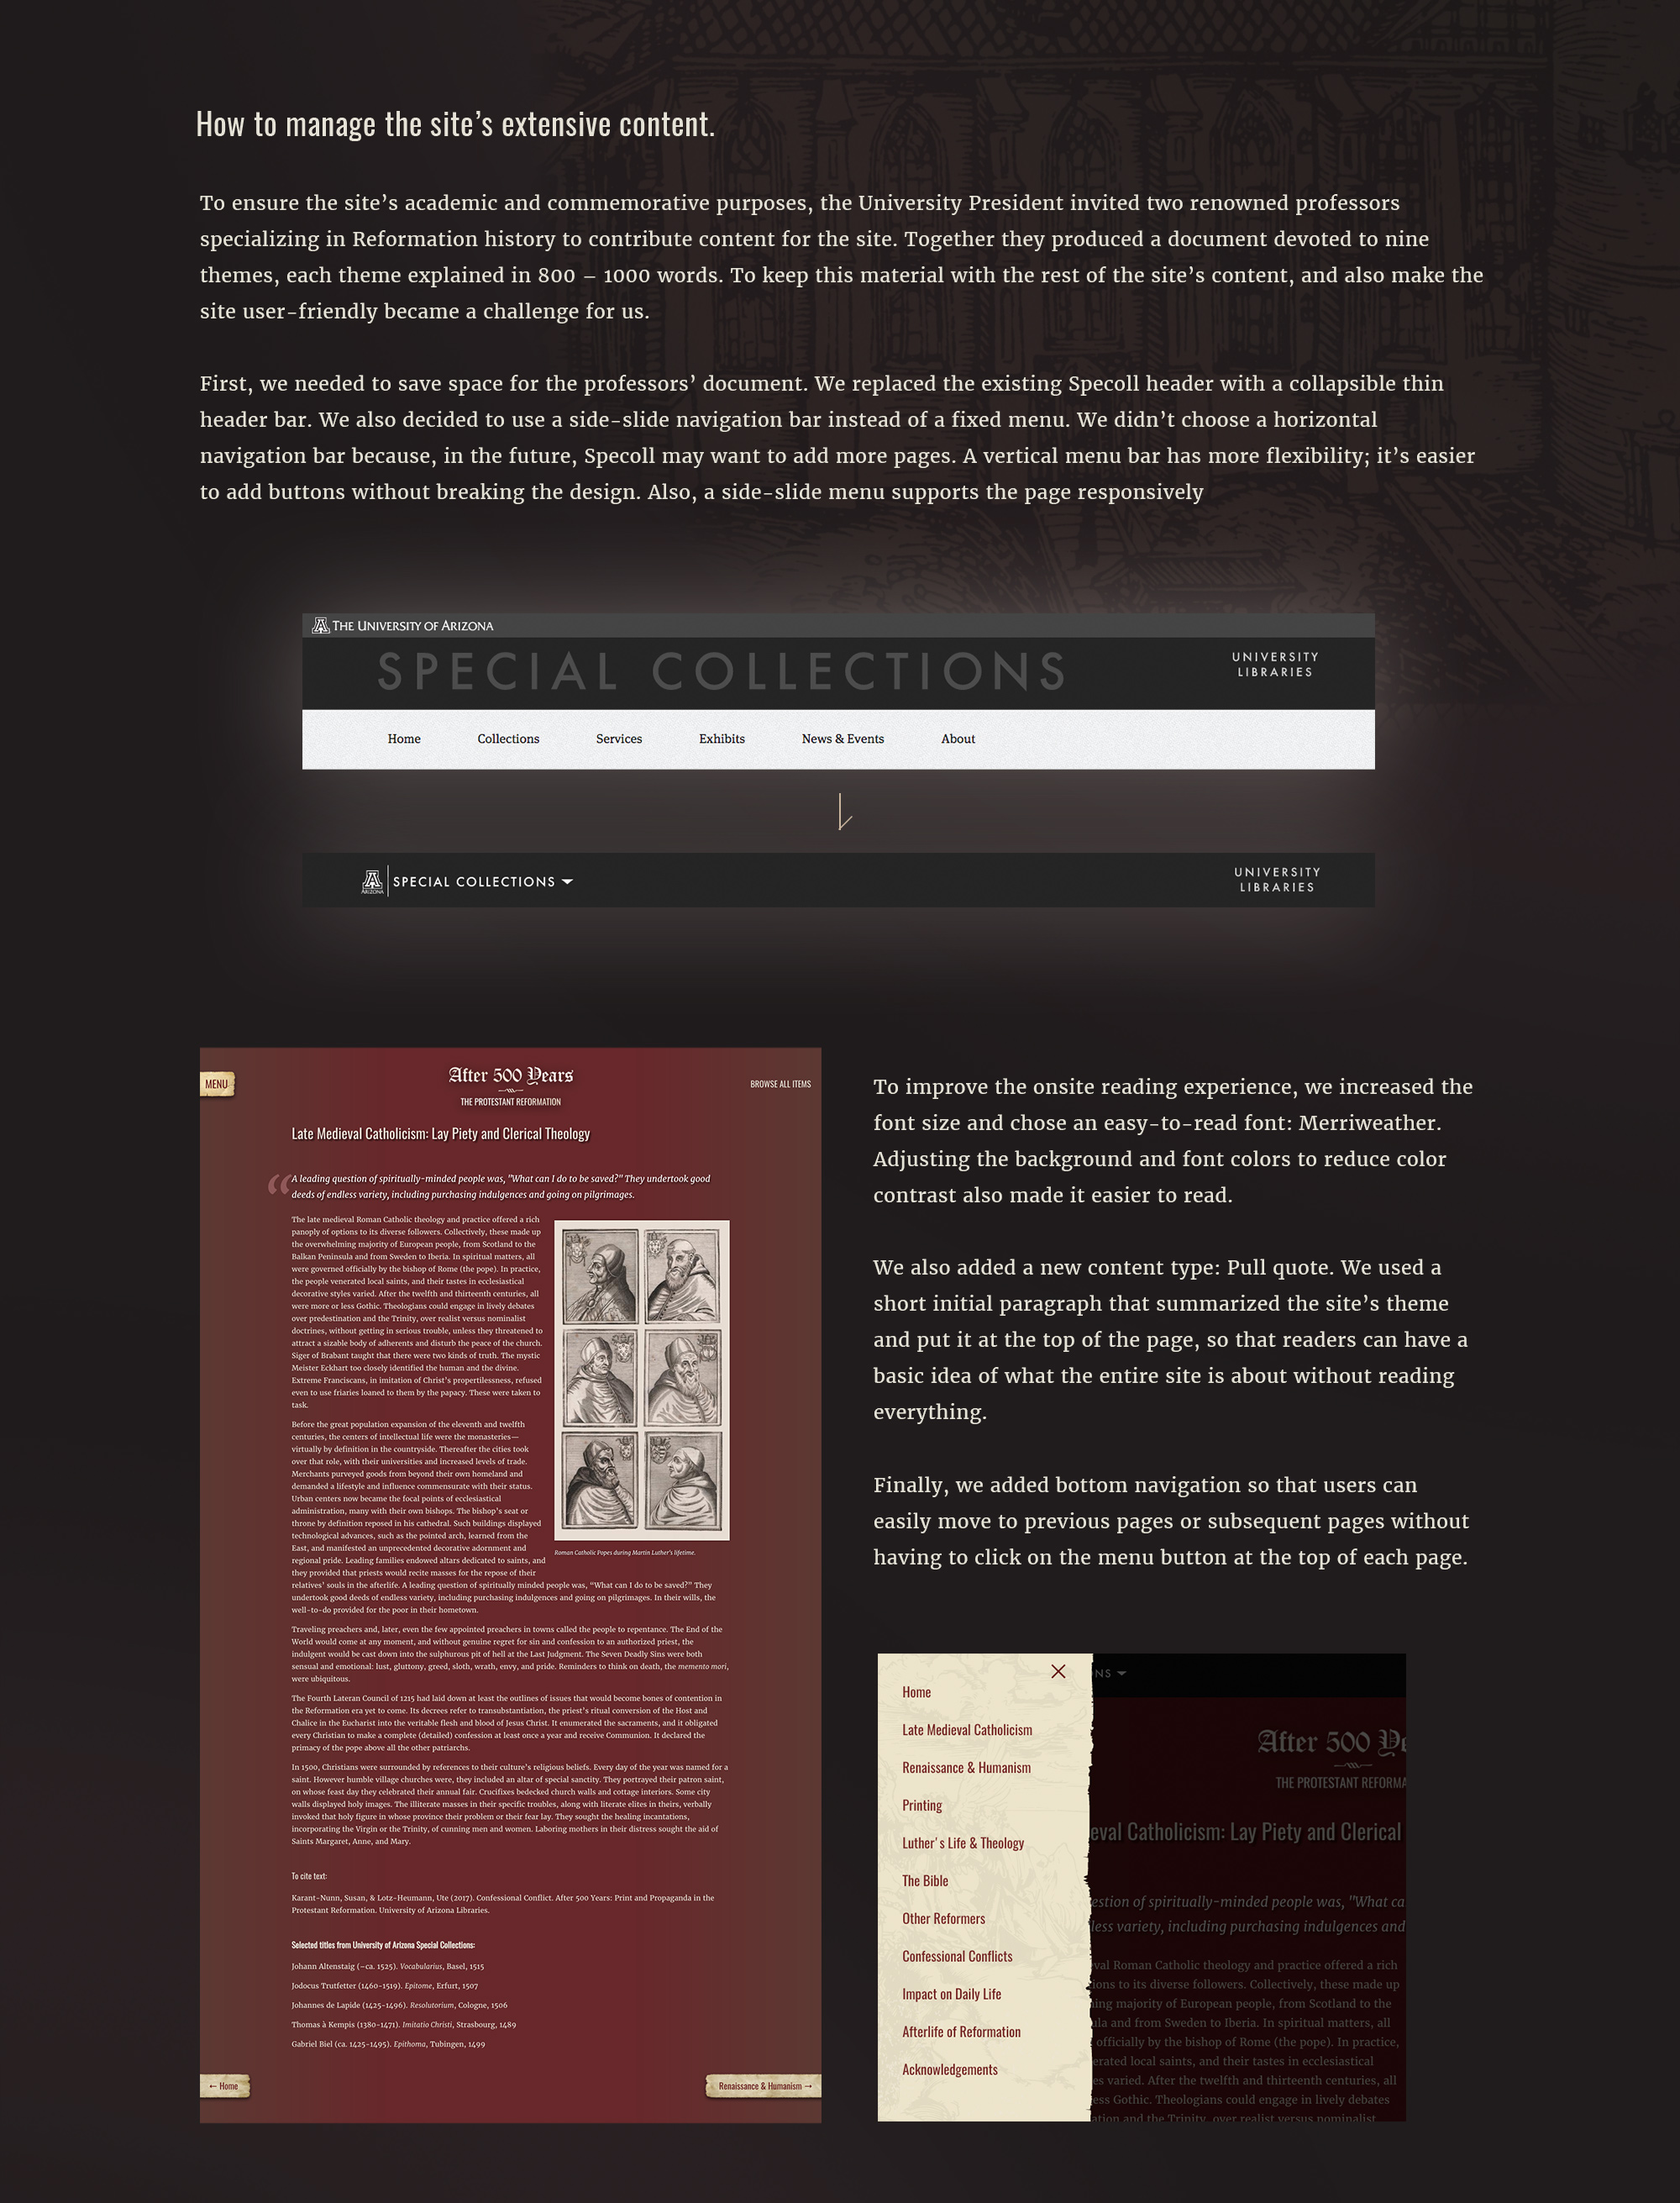 How to manage the site’s extensive content.
To ensure the site’s academic and commemorative purposes, the University President invited two renowned professors
specializing in Reformation history to contribute content for the site. Together they produced a document devoted to nine
themes, each theme explained in 800 – 1000 words. To keep this material with the rest of the site’s content, and also make the
site user-friendly became a challenge for us.
First, we needed to save space for the professors’ document. We replaced the existing Specoll header with a collapsible thin
header bar. We also decided to use a side-slide navigation bar instead of a fixed menu. We didn’t choose a horizontal
navigation bar because, in the future, Specoll may want to add more pages. A vertical menu bar has more flexibility; it’s easier
to add buttons without breaking the design. Also, a side-slide menu supports the page responsively
THE UNIVERSITY OF ARIZONA
SPECIAL COLLECTIONS
UNIVERSITY
LIBRARIES
Home Collections Services Exhibits News & Events About
ARIZONA
SPECIAL COLLECTIONS
UNIVERSITY
LIBRARIES
MENU
After 500 Years
THE PROTESTANT REFORMATION
BROWSE ALL ITEMS
Late Medieval Catholicism: Lay Piety and Clerical Theology
“A leading question of spiritually-minded people was, "What can I do to be saved?" They undertook good
deeds of endless variety, including purchasing indulgences and going on pilgrimages.
The late medieval Roman Catholic theology and practice offered a rich
panoply of options to its diverse followers. Collectively, these made up
the overwhelming majority of European people, from Scotland to the
Balkan Peninsula and from Sweden to Iberia. In spiritual matters, all
were governed officially by the bishop of Rome (the pope). In practice,
the people venerated local saints, and their tastes in ecclesiastical
decorative styles varied. After the twelfth and thirteenth centuries, all
were more or less Gothic. Theologians could engage in lively debates
over predestination and the Trinity, over realist versus nominalist
doctrines, without getting in serious trouble, unless they threatened to
attract a sizable body of adherents and disturb the peace of the church.
Siger of Brabant taught that there were two kinds of truth. The mystic
Meister Eckhart too closely identified the human and the divine.
Extreme Franciscans, in imitation of Christ’s propertilessness, refused
even to use friaries loaned to them by the papacy. These were taken to
task.
Before the great population expansion of the eleventh and twelfth
centuries, the centers of intellectual life were the monasteries—
virtually by definition in the countryside. Thereafter the cities took
over that role, with their universities and increased levels of trade.
Merchants purveyed goods from beyond their own homeland and
demanded a lifestyle and influence commensurate with their status.
Urban centers now became the focal points of ecclesiastical
administration, many with their own bishops. The bishop’s seat or
throne by definition reposed in his cathedral. Such buildings displayed
technological advances, such as the pointed arch, learned from the
East, and manifested an unprecedented decorative adornment and
regional pride. Leading families endowed altars dedicated to saints, and
they provided that priests would recite masses for the repose of their
relatives’ souls in the afterlife. A leading question of spiritually minded people was, “What can I do to be saved?” They
undertook good deeds of endless variety, including purchasing indulgences and going on pilgrimages. In their wills, the
well-to-do provided for the poor in their hometown.
Roman Catholic Popes during Martin Luther's lifetime.
Traveling preachers and, later, even the few appointed preachers in towns called the people to repentance. The End of the
World would come at any moment, and without genuine regret for sin and confession to an authorized priest, the
indulgent would be cast down into the sulphurous pit of hell at the Last Judgment. The Seven Deadly Sins were both
sensual and emotional: lust, gluttony, greed, sloth, wrath, envy, and pride. Reminders to think on death, the memento mori,
were ubiquitous.
The Fourth Lateran Council of 1215 had laid down at least the outlines of issues that would become bones of contention in
the Reformation era yet to come. Its decrees refer to transubstantiation, the priest’s ritual conversion of the Host and
Chalice in the Eucharist into the veritable flesh and blood of Jesus Christ. It enumerated the sacraments, and it obligated
every Christian to make a complete (detailed) confession at least once a year and receive Communion. It declared the
primacy of the pope above all the other patriarchs.
In 1500, Christians were surrounded by references to their culture’s religious beliefs. Every day of the year was named for a
saint. However humble village churches were, they included an altar of special sanctity. They portrayed their patron saint,
on whose feast day they celebrated their annual fair. Crucifixes bedecked church walls and cottage interiors. Some city
walls displayed holy images. The illiterate masses in their specific troubles, along with literate elites in theirs, verbally
invoked that holy figure in whose province their problem or their fear lay. They sought the healing incantations,
incorporating the Virgin or the Trinity, of cunning men and women. Laboring mothers in their distress sought the aid of
Saints Margaret, Anne, and Mary.
To cite text:
Karant-Nunn, Susan, & Lotz-Heumann, Ute (2017). Confessional Conflict. After 500 Years: Print and Propaganda in the
Protestant Reformation. University of Arizona Libraries.
Selected titles from University of Arizona Special Collections:
Johann Altenstaig (~ca. 1525). Vocabularius, Basel, 1515
Jodocus Trutfetter (1460-1519). Epitome, Erfurt, 1507
Johannes de Lapide (1425-1496). Resolutorium, Cologne, 1506
Thomas à Kempis (1380-1471). Imitatio Christi, Strasbourg, 1489
Gabriel Biel (ca. 1425-1495). Epithoma, Tubingen, 1499
← Home
Renaissance & Humanism →
To improve the onsite reading experience, we increased the
font size and chose an easy-to-read font: Merriweather.
Adjusting the background and font colors to reduce color
contrast also made it easier to read.
We also added a new content type: Pull quote. We used a
short initial paragraph that summarized the site’s theme
and put it at the top of the page, so that readers can have a
basic idea of what the entire site is about without reading
everything.
Finally, we added bottom navigation so that users can
easily move to previous pages or subsequent pages without
having to click on the menu button at the top of each page.
Home
Late Medieval Catholicism
Renaissance & Humanism
Printing
Luther's Life & Theology
The Bible
Other Reformers
Confessional Conflicts
Impact on Daily Life
Afterlife of Reformation
Acknowledgements
NS
After 500 Ye
THE PROTESTANT REFORMA
eval Catholicism: Lay Piety and Clerical
estion of spiritually-minded people was, "What ca
less variety, including purchasing indulgences and
val Roman Catholic theology and practice offered a rich
ions to its diverse followers. Collectively, these made up
ing majority of European people, from Scotland to the
ula and from Sweden to Iberia. In spiritual matters, all
officially by the bishop of Rome (the pope). In practice,
erated local saints, and their tastes in ecclesiastical
es varied. After the twelfth and thirteenth centuries, all
ess Gothic. Theologians could engage in lively debates
ation and the Trinity, over realist versus nominalist